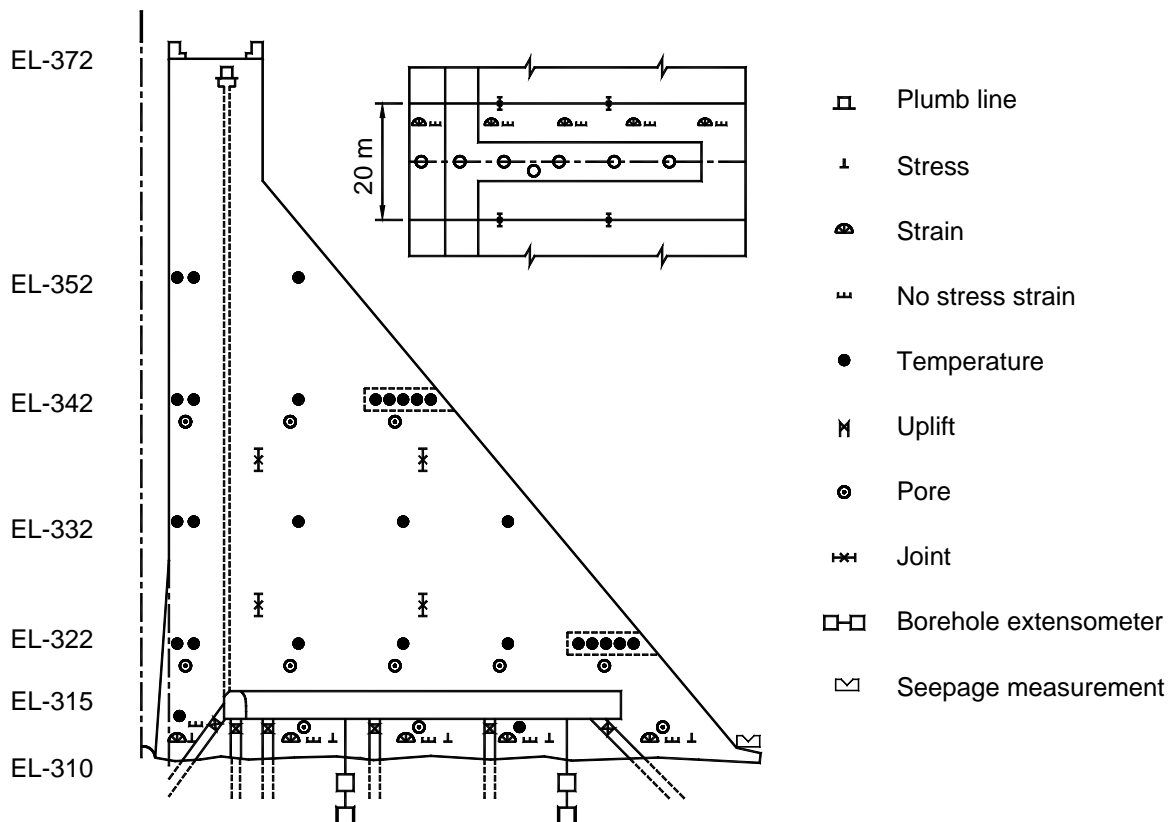 EL-372
EL-352
EL-342
EL-332
EL-322
EL-315
EL-310
20 m
Plumb line
Stress
Strain
No stress strain
Temperature
Uplift
Pore
Joint
Borehole extensometer
Seepage measurement